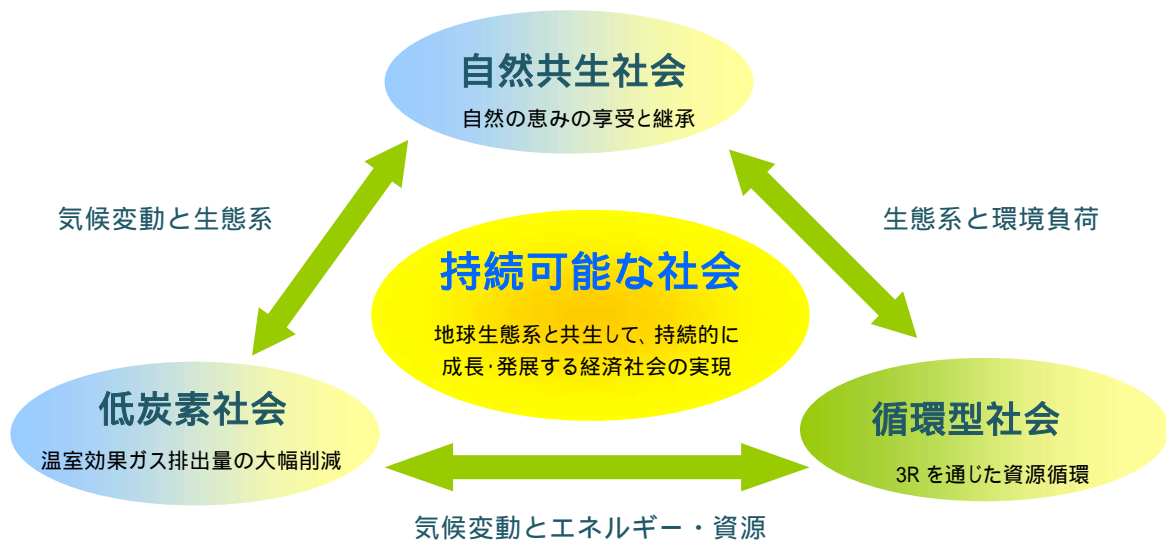 自然共生社会
自然の恵みの享受と継承
気候変動と生態系
生態系と環境負荷
持続可能な社会
地球生態系と共生して、持続的に
成長・発展する経済社会の実現
低炭素社会
温室効果ガス排出量の大幅削減
循環型社会
3R を通じた資源循環
気候変動とエネルギー・資源